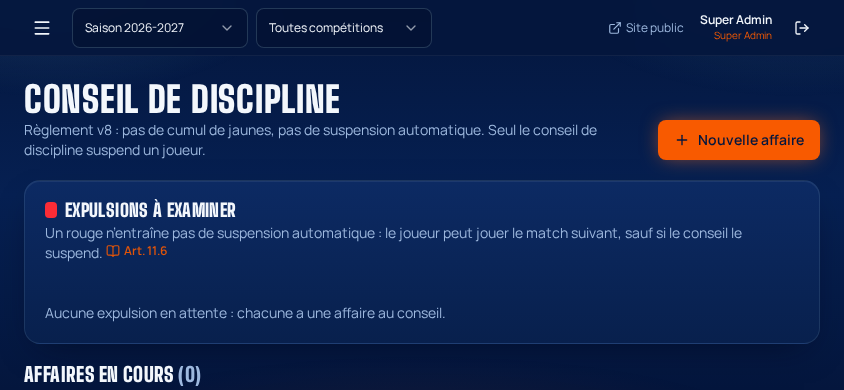 Saison 2026-2027
Toutes compétitions
Site public
Super Admin
Super Admin
CONSEIL DE DISCIPLINE
Règlement v8 : pas de cumul de jaunes, pas de suspension automatique. Seul le conseil de
discipline suspend un joueur.
Nouvelle affaire
EXPULSIONS À EXAMINER
Un rouge n'entraîne pas de suspension automatique : le joueur peut jouer le match suivant, sauf si le conseil le
suspend. Art. 11.6
Aucune expulsion en attente : chacune a une affaire au conseil.
AFFAIRES EN COURS (0)